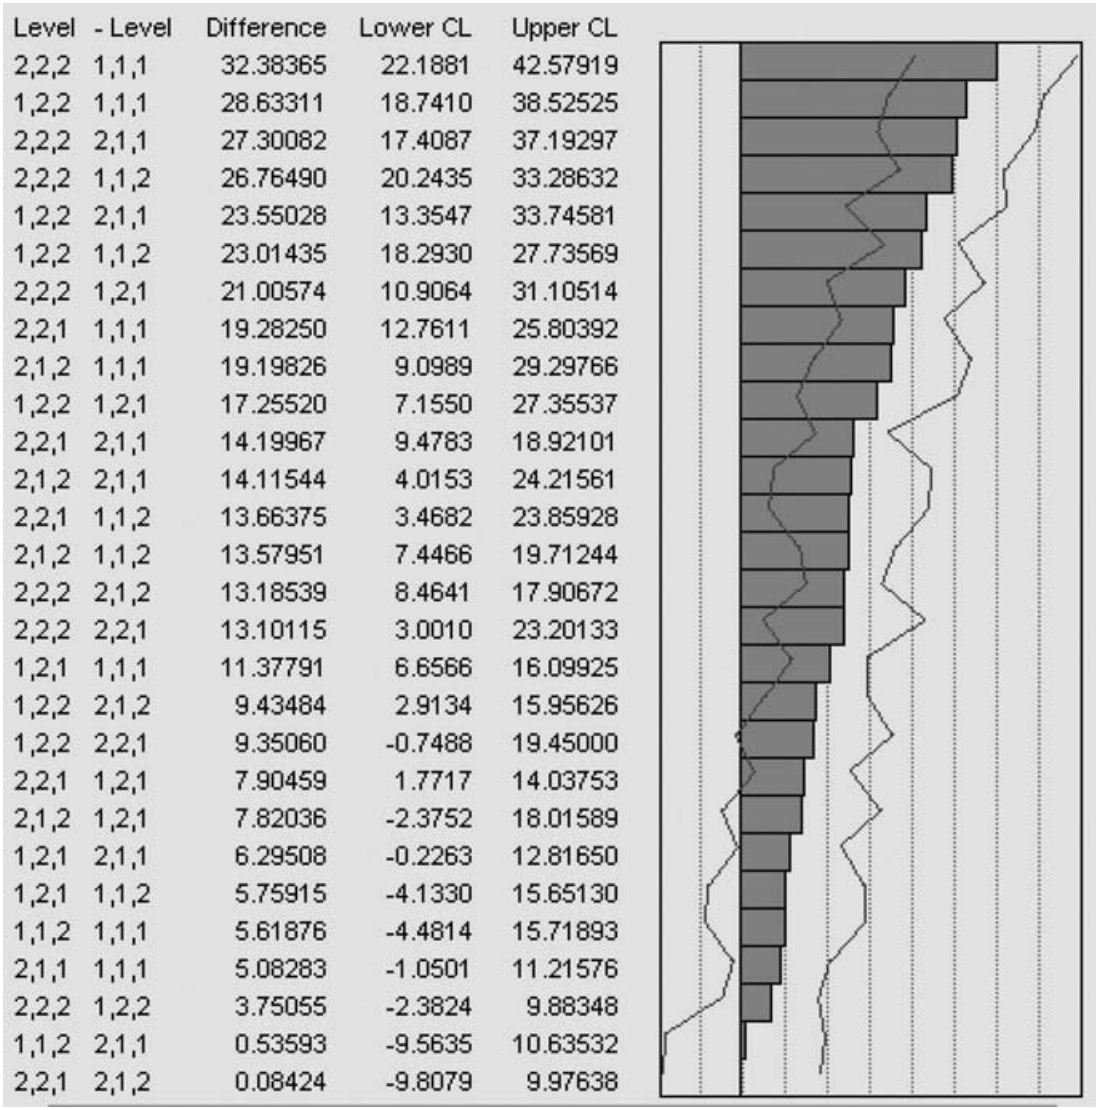 Level - Level Difference Lower CL Upper CL
2,2,2 1,1,1 32.38365 22.1881 42.57919
1,2,2 1,1,1 28.63311 18.7410 38.52525
2,2,2 2,1,1 27.30082 17.4087 37.19297
2,2,2 1,1,2 26.76490 20.2435 33.28632
1,2,2 2,1,1 23.55028 13.3547 33.74581
1,2,2 1,1,2 23.01435 18.2930 27.73569
2,2,2 1,2,1 21.00574 10.9064 31.10514
2,2,1 1,1,1 19.28250 12.7611 25.80392
2,1,2 1,1,1 19.19826 9.0989 29.29766
1,2,2 1,2,1 17.25520 7.1550 27.35537
2,2,1 2,1,1 14.19967 9.4783 18.92101
2,1,2 2,1,1 14.11544 4.0153 24.21561
2,2,1 1,1,2 13.66375 3.4682 23.85928
2,1,2 1,1,2 13.57951 7.4466 19.71244
2,2,2 2,1,2 13.18539 8.4641 17.90672
2,2,2 2,2,1 13.10115 3.0010 23.20133
1,2,1 1,1,1 11.37791 6.6566 16.09925
1,2,2 2,1,2 9.43484 2.9134 15.95626
1,2,2 2,2,1 9.35060 -0.7488 19.45000
2,2,1 1,2,1 7.90459 1.7717 14.03753
2,1,2 1,2,1 7.82036 -2.3752 18.01589
1,2,1 2,1,1 6.29508 -0.2263 12.81650
1,2,1 1,1,2 5.75915 -4.1330 15.65130
1,1,2 1,1,1 5.61876 -4.4814 15.71893
2,1,1 1,1,1 5.08283 -1.0501 11.21576
2,2,2 1,2,2 3.75055 -2.3824 9.88348
1,1,2 2,1,1 0.53593 -9.5635 10.63532
2,2,1 2,1,2 0.08424 -9.8079 9.97638